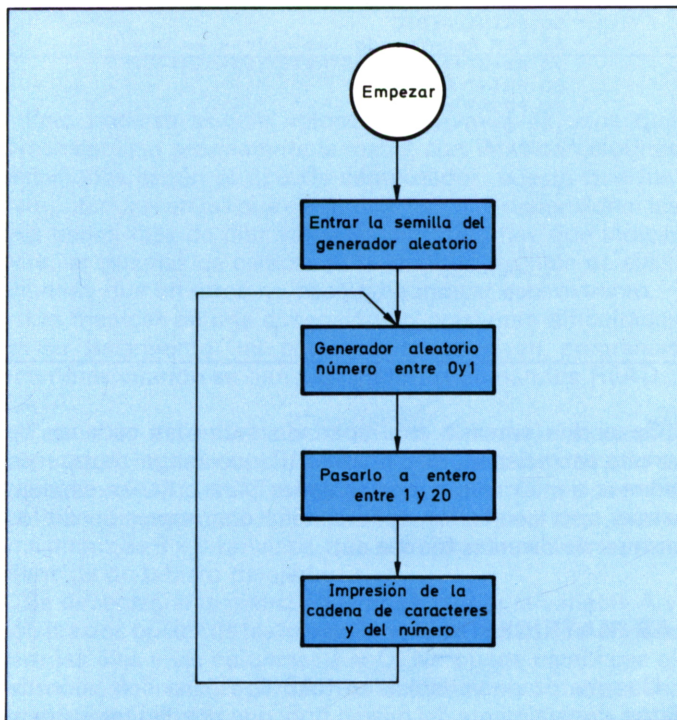 Empezar
Entrar la semilla del
generador aleatorio
Generador aleatorio
número entre 0y1
Pasarlo a entero
entre 1 y 20
Impresión de la
cadena de caracteres
y del número